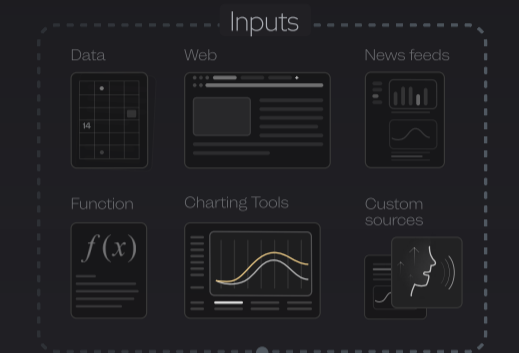 Inputs
Data
Web
News feeds
14
Function
Charting Tools
Custom
sources
f(x)